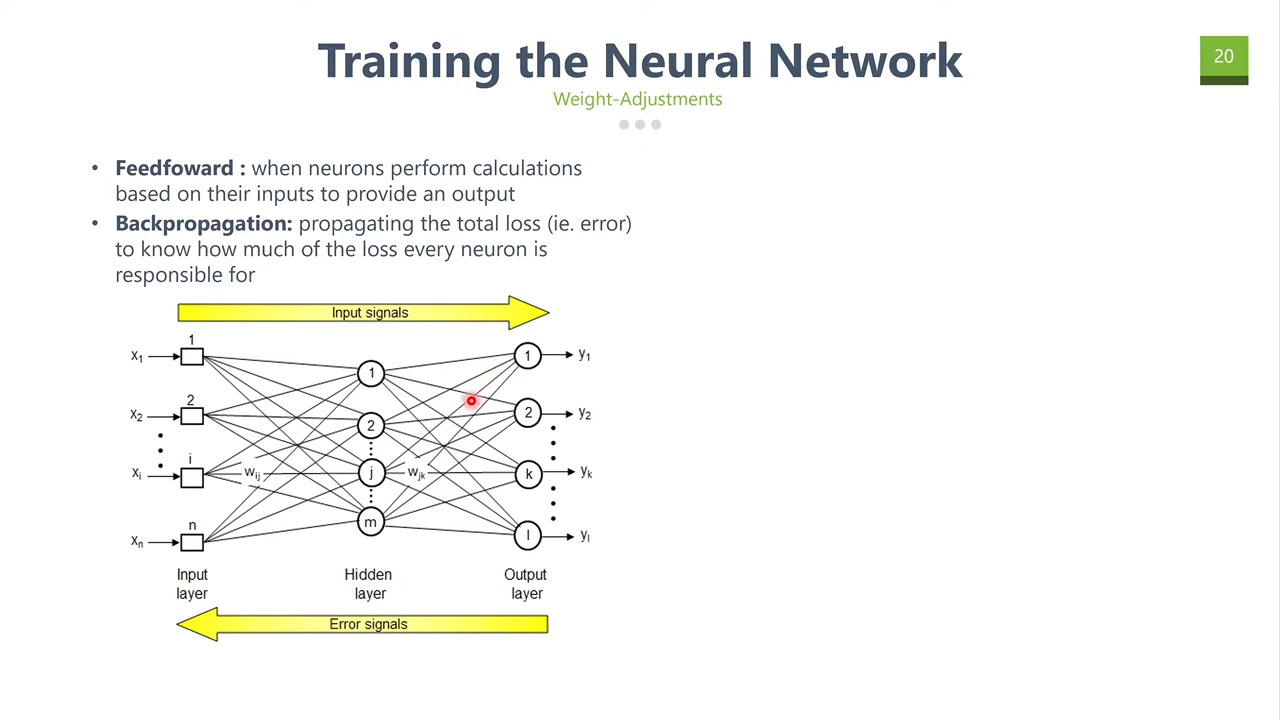 Training the Neural Network
20
Weight-Adjustments
• Feedfoward : when neurons perform calculations
based on their inputs to provide an output
• Backpropagation: propagating the total loss (ie. error)
to know how much of the loss every neuron is
responsible for
Input signals
x1 1 1 1 y1
x2 2 2 2 y2
xi i wij j wjk k yk
xn n m l yl
Input layer
Hidden layer
Output layer
Error signals